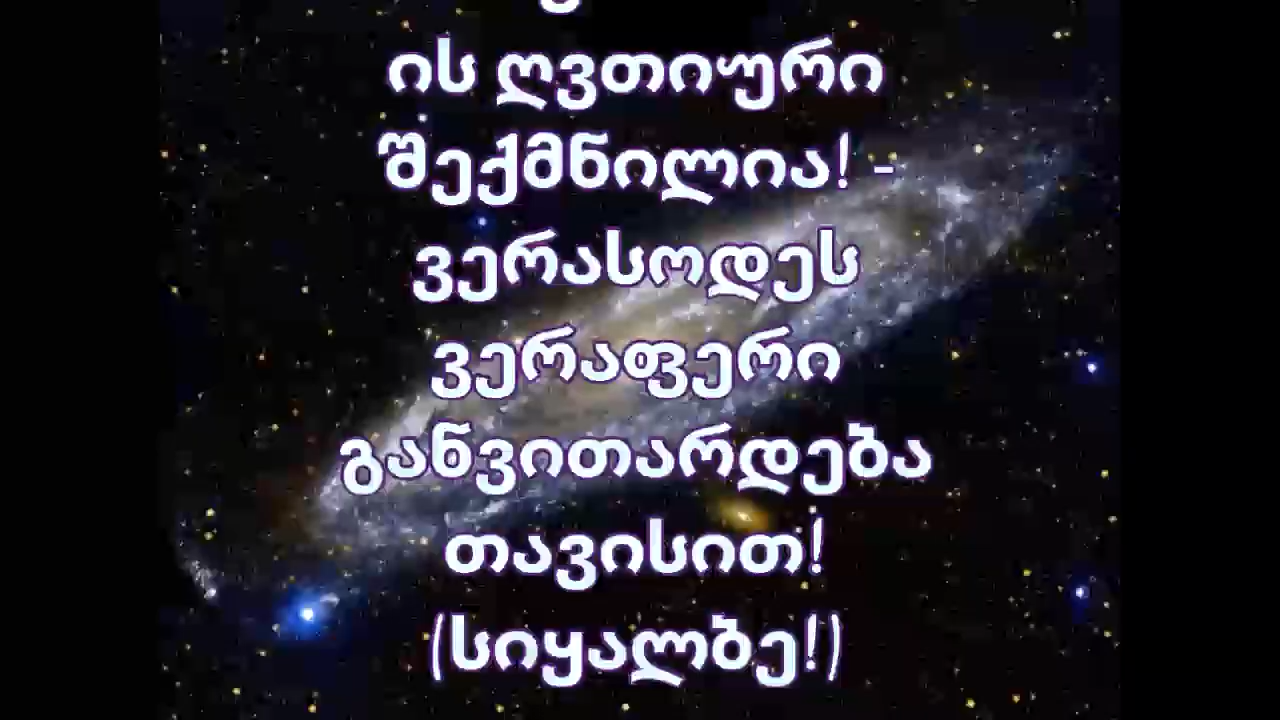 ის ღვთიური
შექმნილია! -
ვერასოდეს
ვერაფერი
განვითარდება
თავისით!
(სიყალბე!)